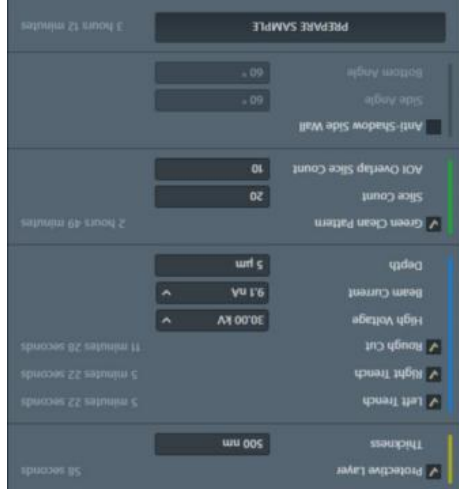 Protective Layer 58 seconds
Thickness 500 nm
Left Trench 5 minutes 22 seconds
Right Trench 5 minutes 22 seconds
Rough Cut 11 minutes 28 seconds
High Voltage 30.00 kV
Beam Current 9.1 nA
Depth 5 µm
Green Clean Pattern 2 hours 49 minutes
Slice Count 20
AOI Overlap Slice Count 10
Anti-Shadow Side Wall
Side Angle 60 °
Bottom Angle 60 °
PREPARE SAMPLE 3 hours 12 minutes